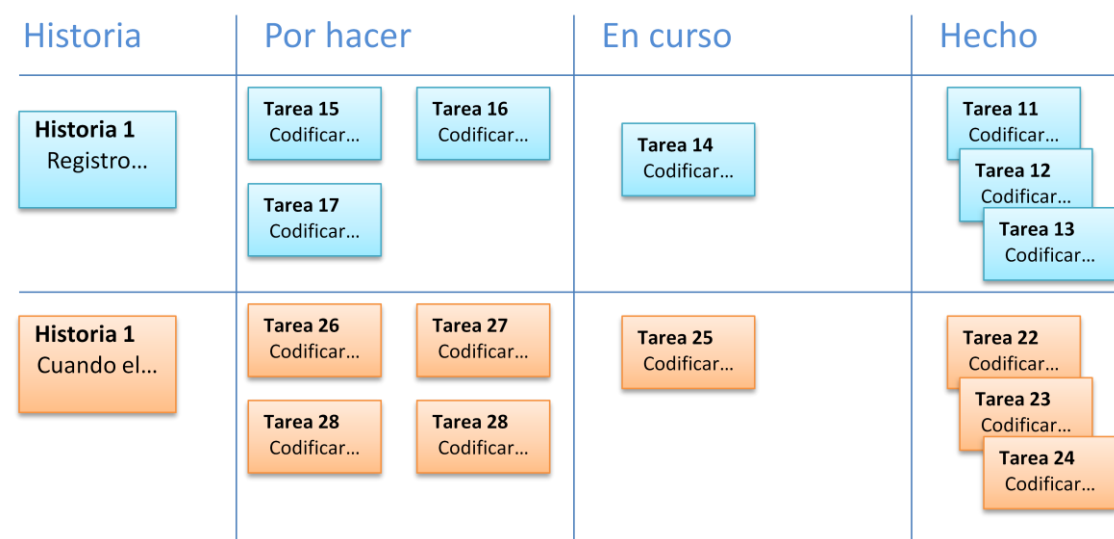 Historia
Por hacer
En curso
Hecho
Historia 1
Registro...
Tarea 15
Codificar...
Tarea 16
Codificar...
Tarea 17
Codificar...
Tarea 14
Codificar...
Tarea 11
Codificar...
Tarea 12
Codificar...
Tarea 13
Codificar...
Historia 1
Cuando el...
Tarea 26
Codificar...
Tarea 27
Codificar...
Tarea 28
Codificar...
Tarea 28
Codificar...
Tarea 25
Codificar...
Tarea 22
Codificar...
Tarea 23
Codificar...
Tarea 24
Codificar...